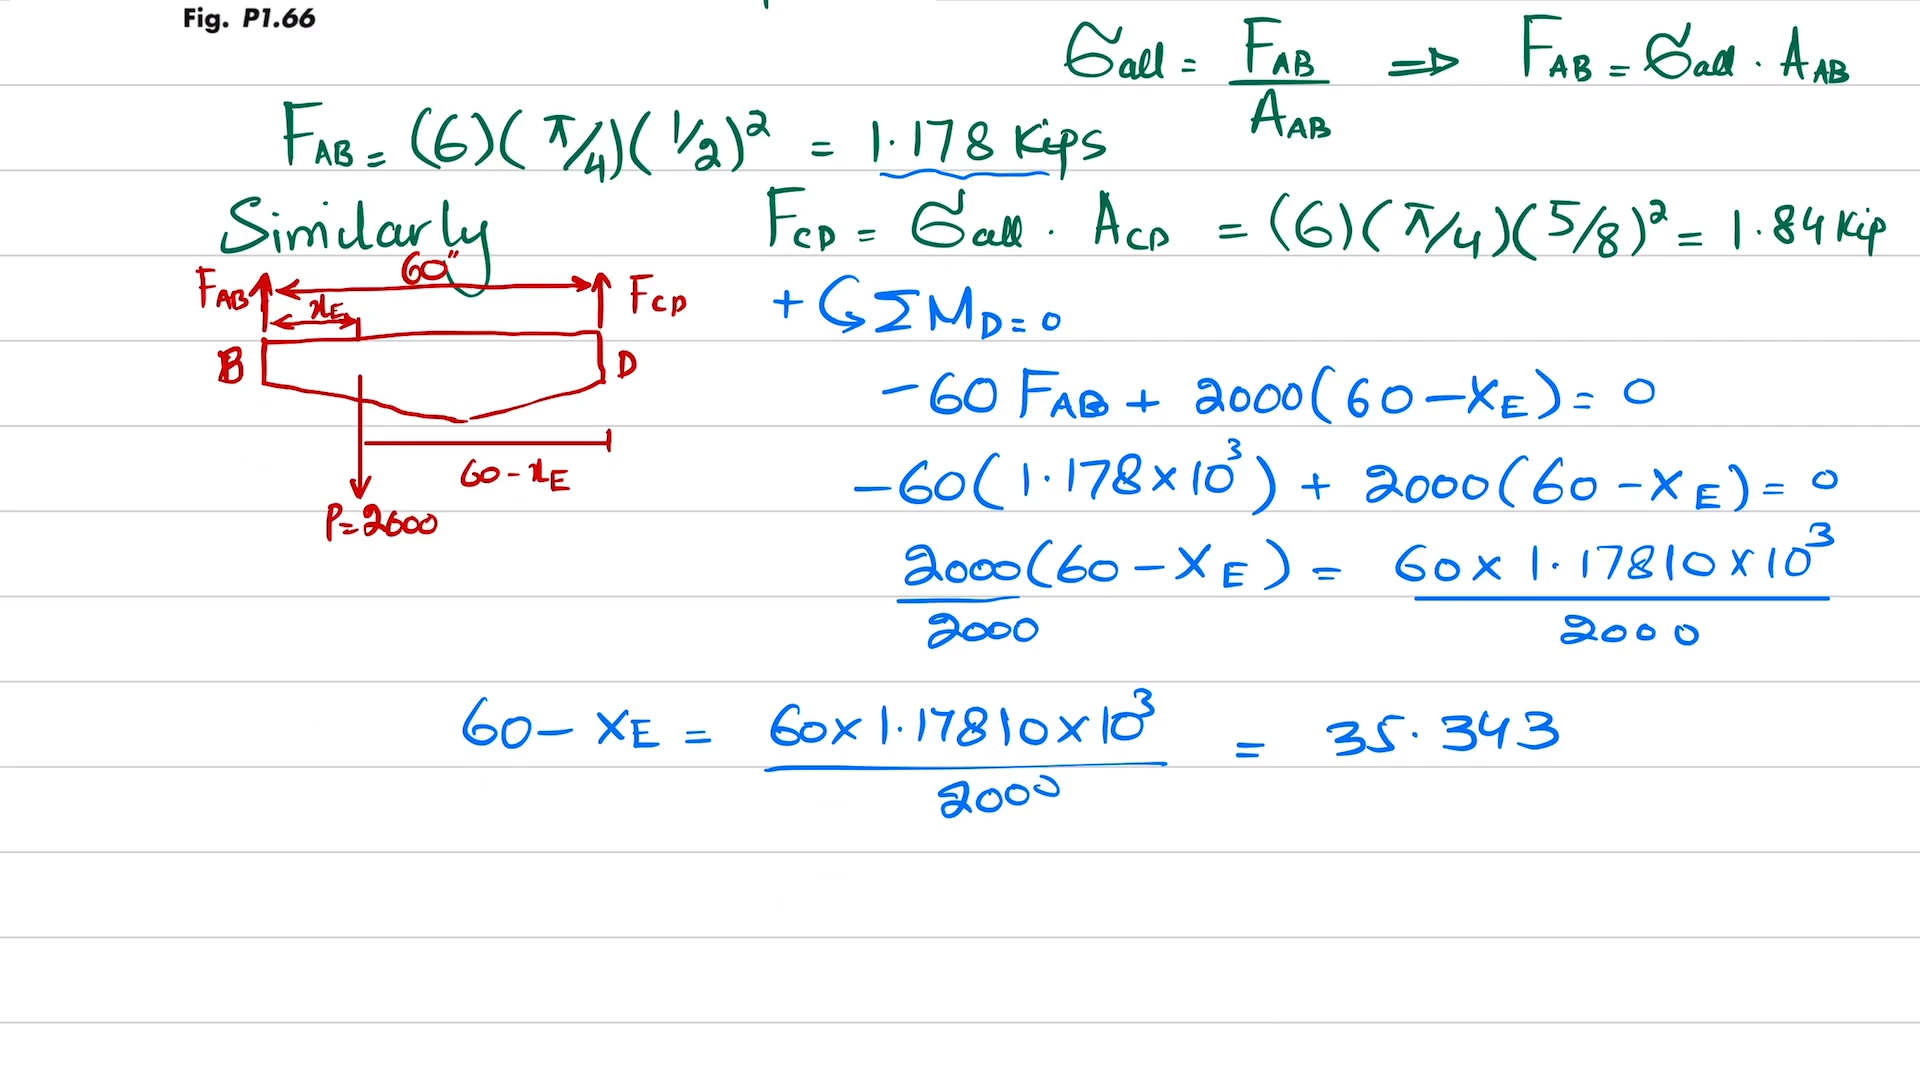 Fig. P1.66
σall = FAB / AAB ⇒ FAB = σall · AAB
FAB = (6)(π/4)(1/2)² = 1.178 Kips
Similarly FCD = σall · ACD = (6)(π/4)(5/8)² = 1.84 Kip
60"
FAB xE FCD
B D
60 - xE
P = 2000
+ ↺ ΣMD = 0
-60 FAB + 2000(60 - XE) = 0
-60(1.178 × 10³) + 2000(60 - XE) = 0
2000(60 - XE) / 2000 = 60 × 1.17810 × 10³ / 2000
60 - XE = 60 × 1.17810 × 10³ / 2000 = 35.343